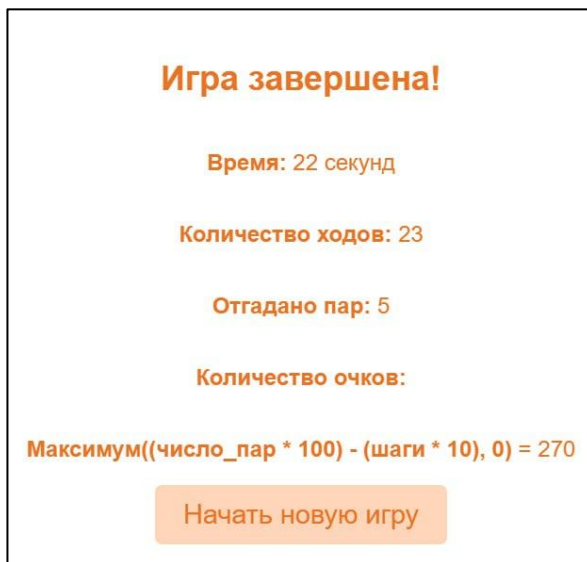 Игра завершена!
Время: 22 секунд
Количество ходов: 23
Отгадано пар: 5
Количество очков:
Максимум((число_пар * 100) - (шаги * 10), 0) = 270
Начать новую игру